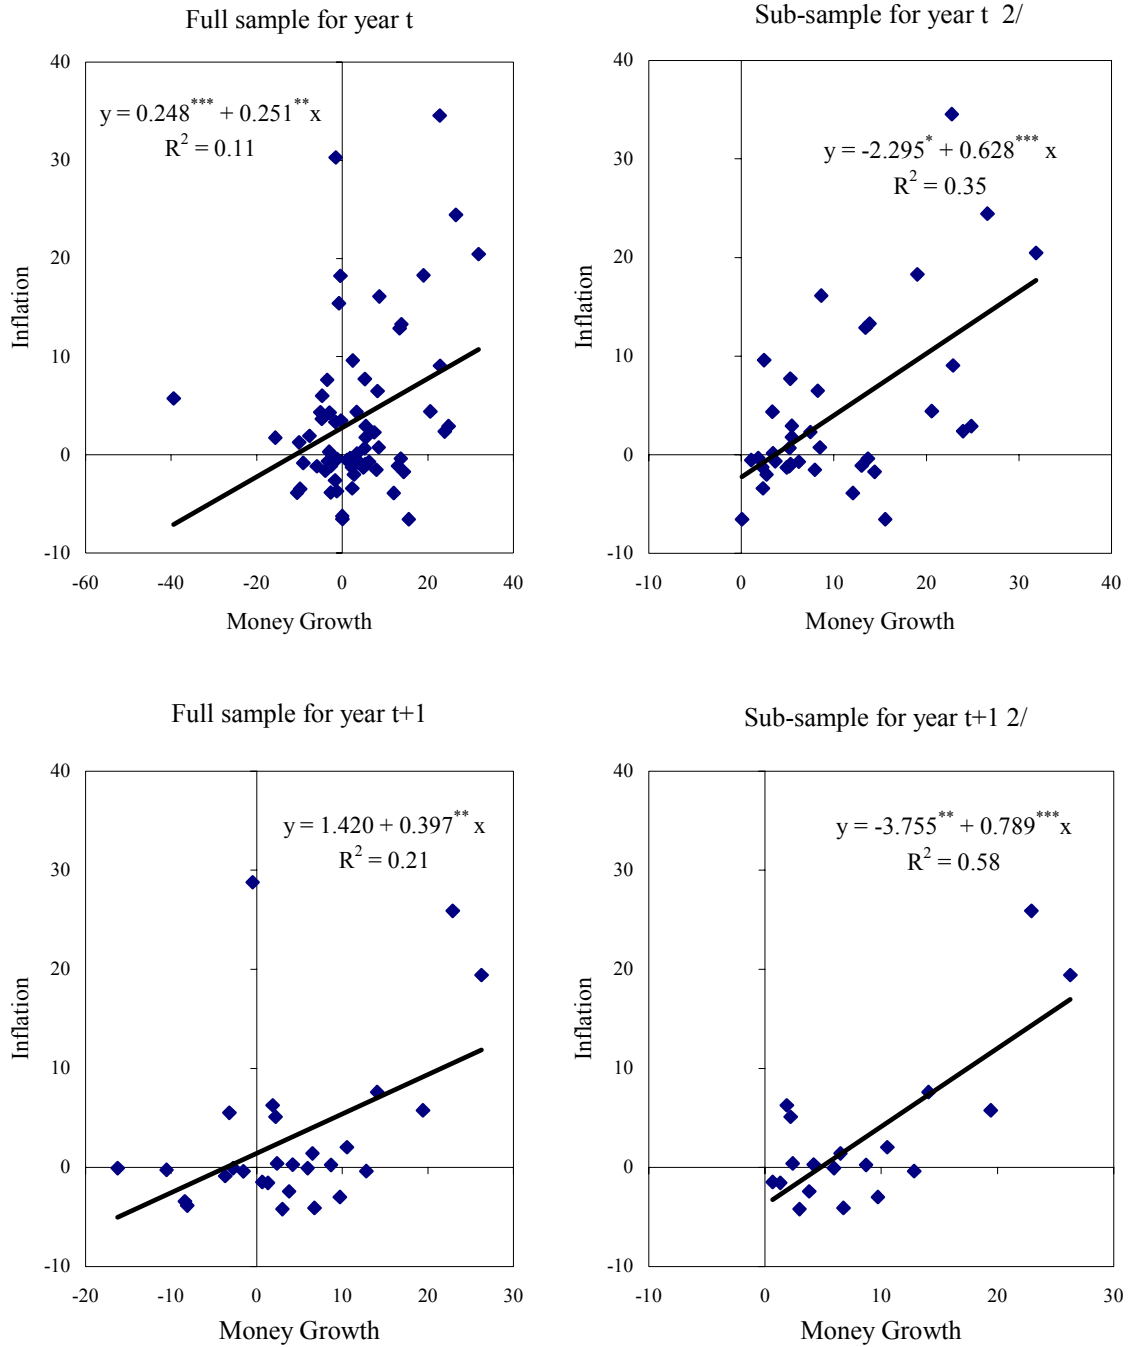 Full sample for year t
40
30
20
10
0
-10
-60
-40
-20
0
20
40
y = 0.248*** + 0.251**x
R² = 0.11
Inflation
Money Growth
Sub-sample for year t 2/
40
30
20
10
0
-10
-10
0
10
20
30
40
y = -2.295* + 0.628*** x
R² = 0.35
Inflation
Money Growth
Full sample for year t+1
40
30
20
10
0
-10
-20
-10
0
10
20
30
y = 1.420 + 0.397** x
R² = 0.21
Inflation
Money Growth
Sub-sample for year t+1 2/
40
30
20
10
0
-10
-10
0
10
20
30
y = -3.755** + 0.789***x
R² = 0.58
Inflation
Money Growth